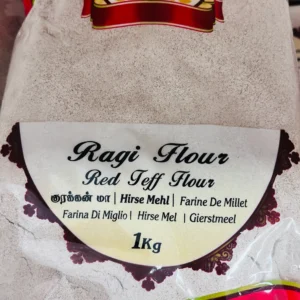 Ragi Flour
Red Teff Flour
குரக்கன் மா | Hirse Mehl | Farine De Millet
Farina Di Miglio | Hirse Mel | Gierstmeel
1Kg